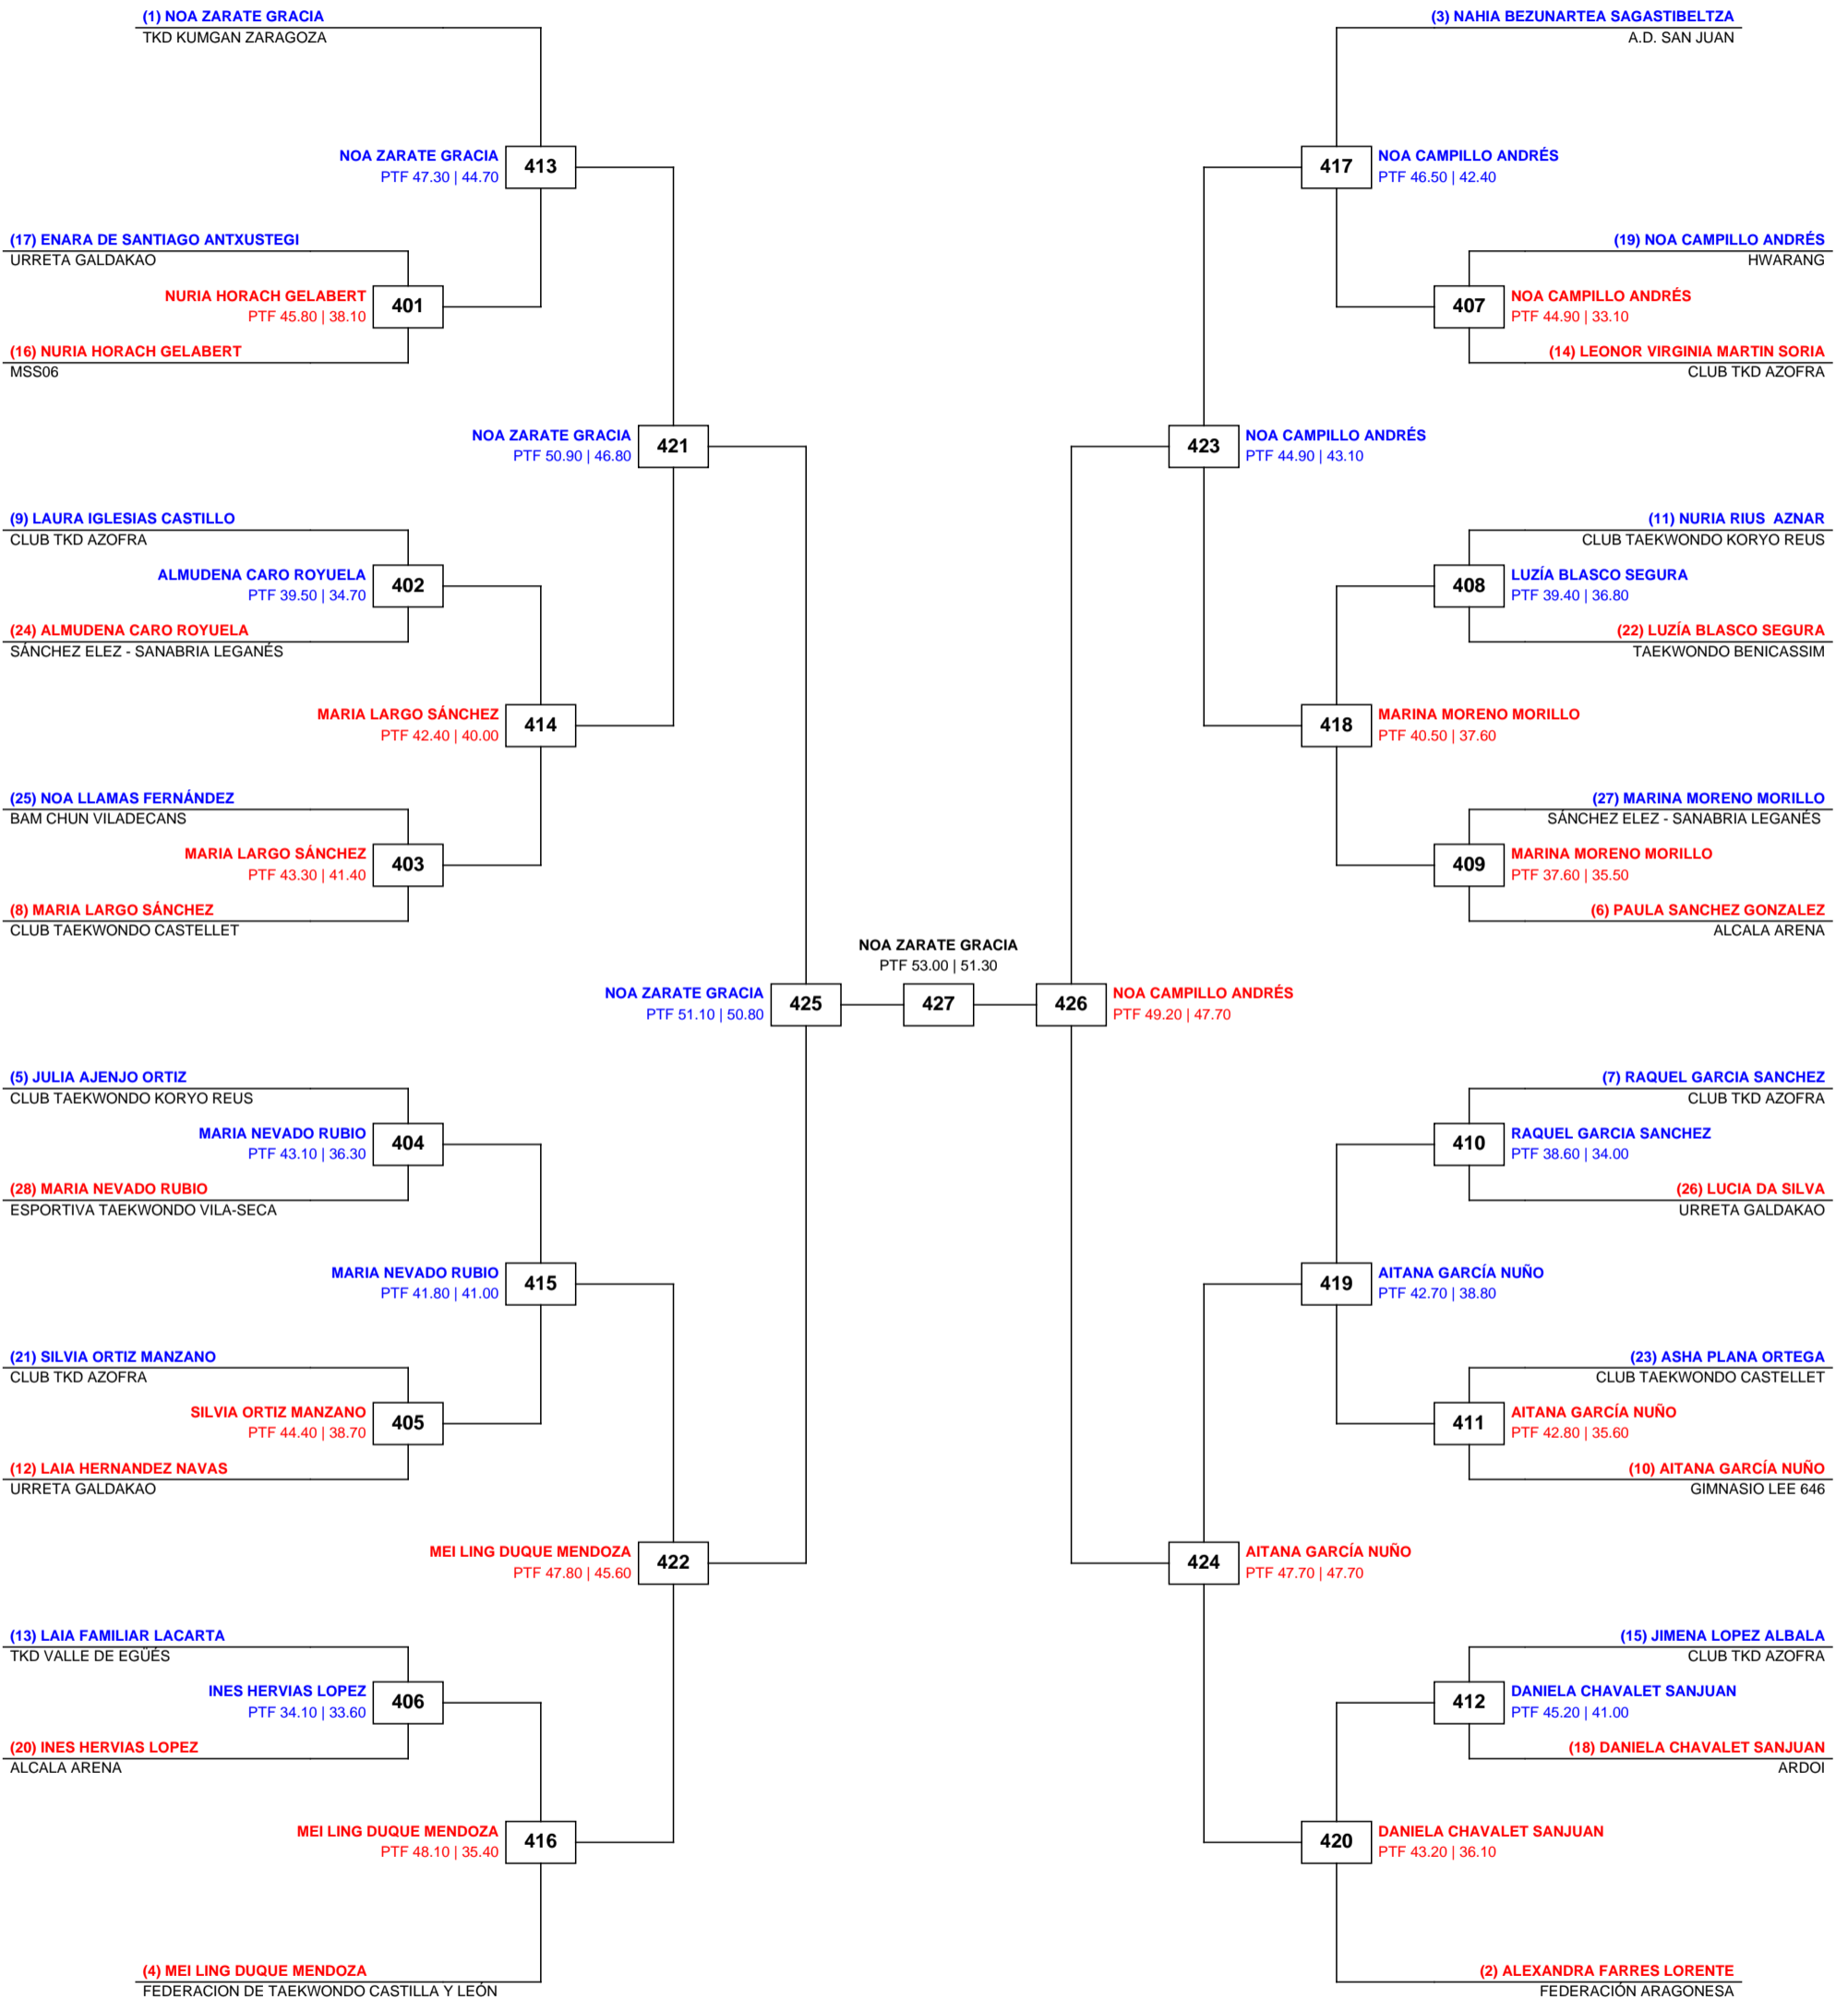 (1) NOA ZARATE GRACIA
TKD KUMGAN ZARAGOZA
NOA ZARATE GRACIA
PTF 47.30 | 44.70
413
(17) ENARA DE SANTIAGO ANTXUSTEGI
URRETA GALDAKAO
NURIA HORACH GELABERT
PTF 45.80 | 38.10
401
(16) NURIA HORACH GELABERT
MSS06
NOA ZARATE GRACIA
PTF 50.90 | 46.80
421
(9) LAURA IGLESIAS CASTILLO
CLUB TKD AZOFRA
ALMUDENA CARO ROYUELA
PTF 39.50 | 34.70
402
(24) ALMUDENA CARO ROYUELA
SÁNCHEZ ELEZ - SANABRIA LEGANÉS
MARIA LARGO SÁNCHEZ
PTF 42.40 | 40.00
414
(25) NOA LLAMAS FERNÁNDEZ
BAM CHUN VILADECANS
MARIA LARGO SÁNCHEZ
PTF 43.30 | 41.40
403
(8) MARIA LARGO SÁNCHEZ
CLUB TAEKWONDO CASTELLET
NOA ZARATE GRACIA
PTF 51.10 | 50.80
425
(5) JULIA AJENJO ORTIZ
CLUB TAEKWONDO KORYO REUS
MARIA NEVADO RUBIO
PTF 43.10 | 36.30
404
(28) MARIA NEVADO RUBIO
ESPORTIVA TAEKWONDO VILA-SECA
MARIA NEVADO RUBIO
PTF 41.80 | 41.00
415
(21) SILVIA ORTIZ MANZANO
CLUB TKD AZOFRA
SILVIA ORTIZ MANZANO
PTF 44.40 | 38.70
405
(12) LAIA HERNANDEZ NAVAS
URRETA GALDAKAO
MEI LING DUQUE MENDOZA
PTF 47.80 | 45.60
422
(13) LAIA FAMILIAR LACARTA
TKD VALLE DE EGÜÉS
INES HERVIAS LOPEZ
PTF 34.10 | 33.60
406
(20) INES HERVIAS LOPEZ
ALCALA ARENA
MEI LING DUQUE MENDOZA
PTF 48.10 | 35.40
416
(4) MEI LING DUQUE MENDOZA
FEDERACION DE TAEKWONDO CASTILLA Y LEÓN
NOA ZARATE GRACIA
PTF 53.00 | 51.30
427
(3) NAHIA BEZUNARTEA SAGASTIBELTZA
A.D. SAN JUAN
417
NOA CAMPILLO ANDRÉS
PTF 46.50 | 42.40
(19) NOA CAMPILLO ANDRÉS
HWARANG
407
NOA CAMPILLO ANDRÉS
PTF 44.90 | 33.10
(14) LEONOR VIRGINIA MARTIN SORIA
CLUB TKD AZOFRA
423
NOA CAMPILLO ANDRÉS
PTF 44.90 | 43.10
(11) NURIA RIUS AZNAR
CLUB TAEKWONDO KORYO REUS
408
LUZÍA BLASCO SEGURA
PTF 39.40 | 36.80
(22) LUZÍA BLASCO SEGURA
TAEKWONDO BENICASSIM
418
MARINA MORENO MORILLO
PTF 40.50 | 37.60
(27) MARINA MORENO MORILLO
SÁNCHEZ ELEZ - SANABRIA LEGANÉS
409
MARINA MORENO MORILLO
PTF 37.60 | 35.50
(6) PAULA SANCHEZ GONZALEZ
ALCALA ARENA
426
NOA CAMPILLO ANDRÉS
PTF 49.20 | 47.70
(7) RAQUEL GARCIA SANCHEZ
CLUB TKD AZOFRA
410
RAQUEL GARCIA SANCHEZ
PTF 38.60 | 34.00
(26) LUCIA DA SILVA
URRETA GALDAKAO
419
AITANA GARCÍA NUÑO
PTF 42.70 | 38.80
(23) ASHA PLANA ORTEGA
CLUB TAEKWONDO CASTELLET
411
AITANA GARCÍA NUÑO
PTF 42.80 | 35.60
(10) AITANA GARCÍA NUÑO
GIMNASIO LEE 646
424
AITANA GARCÍA NUÑO
PTF 47.70 | 47.70
(15) JIMENA LOPEZ ALBALA
CLUB TKD AZOFRA
412
DANIELA CHAVALET SANJUAN
PTF 45.20 | 41.00
(18) DANIELA CHAVALET SANJUAN
ARDOI
420
DANIELA CHAVALET SANJUAN
PTF 43.20 | 36.10
(2) ALEXANDRA FARRES LORENTE
FEDERACIÓN ARAGONESA